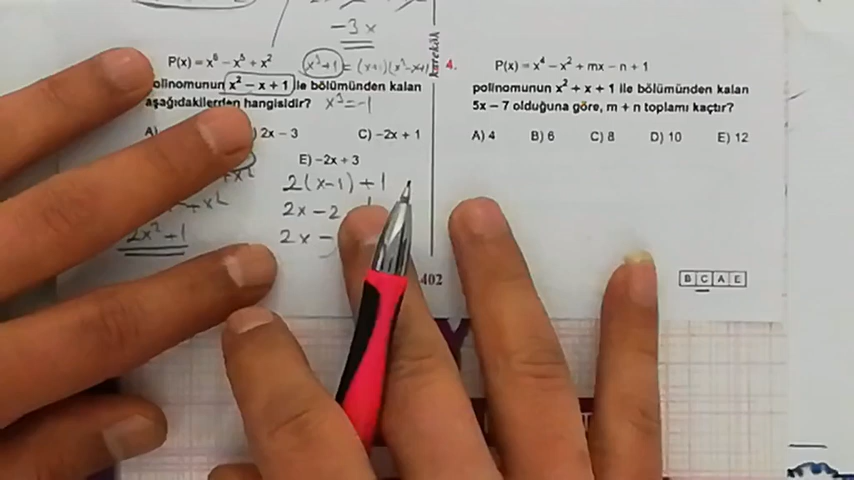 -3x
P(x) = x⁶ − x⁵ + x²
x³+1 = (x+1)(x²-x+1)
polinomunun x² − x + 1 ile bölümünden kalan
aşağıdakilerden hangisidir? x³=-1
A) 2x − 3 C) −2x + 1
E) −2x + 3
2(x-1)+1
2x-2
2x-
2x²+1
karekök
4. P(x) = x⁴ − x² + mx − n + 1
polinomunun x² + x + 1 ile bölümünden kalan
5x − 7 olduğuna göre, m + n toplamı kaçtır?
A) 4 B) 6 C) 8 D) 10 E) 12
402
B C A E